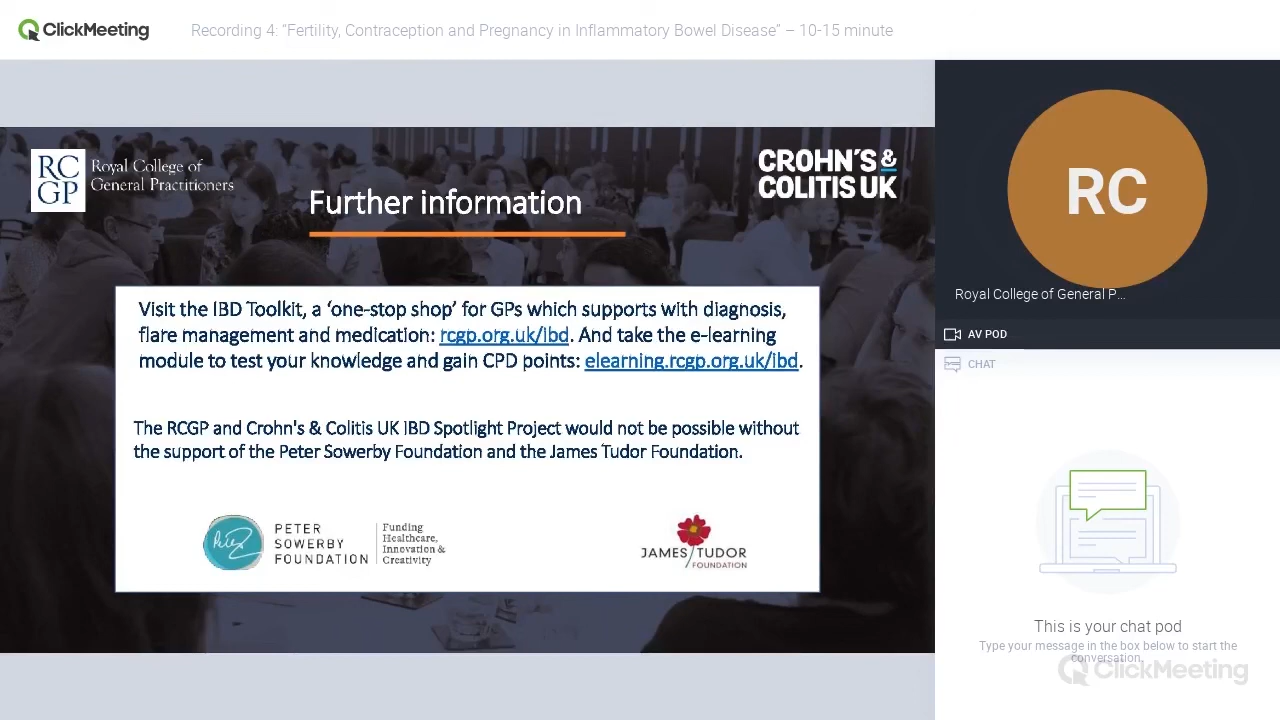 ClickMeeting
Recording 4: “Fertility, Contraception and Pregnancy in Inflammatory Bowel Disease” – 10-15 minute
RC
GP
Royal College of
General Practitioners
CROHN'S &
COLITIS UK
Further information
Visit the IBD Toolkit, a ‘one-stop shop’ for GPs which supports with diagnosis,
flare management and medication: rcgp.org.uk/ibd. And take the e-learning
module to test your knowledge and gain CPD points: elearning.rcgp.org.uk/ibd.
The RCGP and Crohn's & Colitis UK IBD Spotlight Project would not be possible without
the support of the Peter Sowerby Foundation and the James Tudor Foundation.
PETER
SOWERBY
FOUNDATION
Funding
Healthcare,
Innovation &
Creativity
JAMES/TUDOR
FOUNDATION
RC
Royal College of General P...
AV POD
CHAT
This is your chat pod
Type your message in the box below to start the
conversation.
ClickMeeting